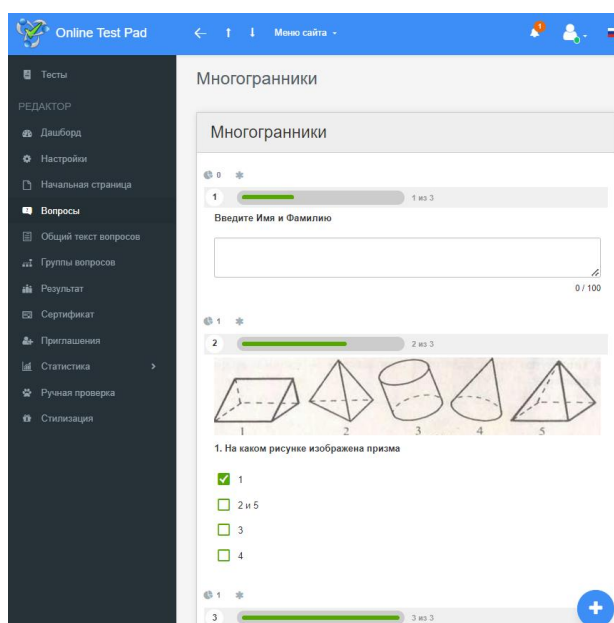 Online Test Pad
Меню сайта
1
Тесты
РЕДАКТОР
Дашборд
Настройки
Начальная страница
Вопросы
Общий текст вопросов
Группы вопросов
Результат
Сертификат
Приглашения
Статистика
Ручная проверка
Стилизация
Многогранники
Многогранники
0
1 1 из 3
Введите Имя и Фамилию
0 / 100
1
2 2 из 3
1 2 3 4 5
1. На каком рисунке изображена призма
1
2 и 5
3
4
1
3 3 из 3